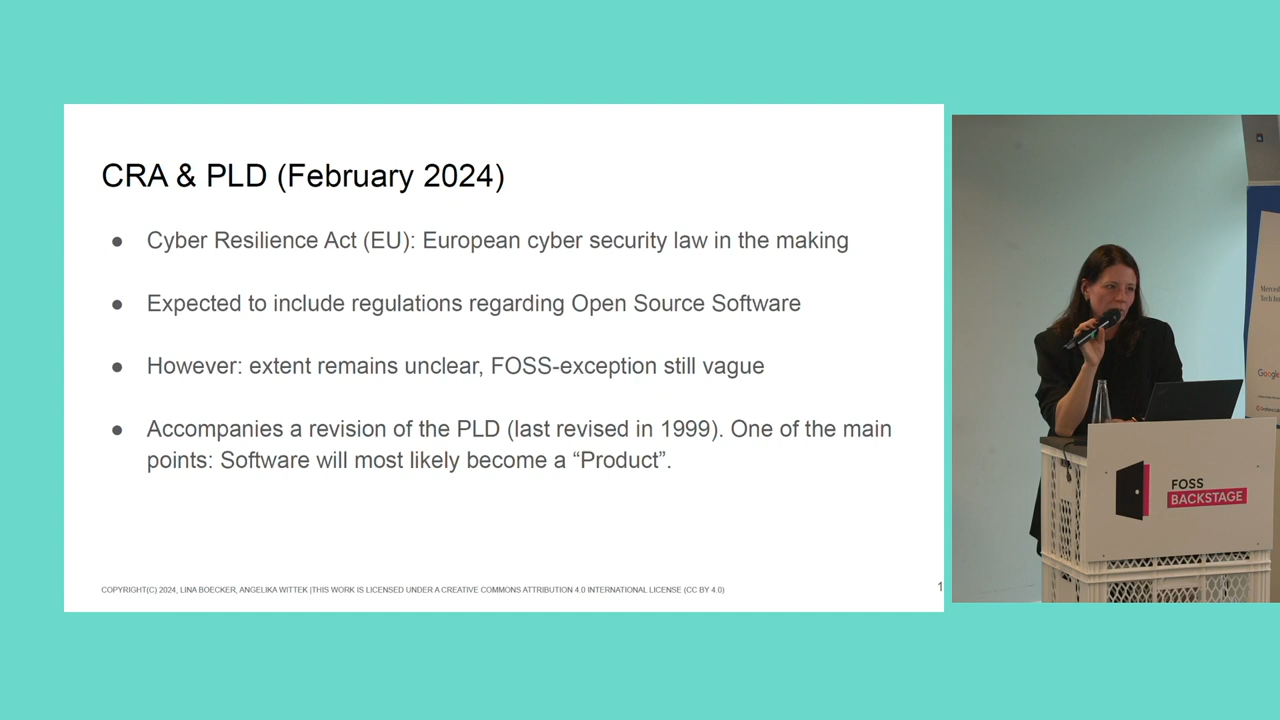 CRA & PLD (February 2024)
● Cyber Resilience Act (EU): European cyber security law in the making
● Expected to include regulations regarding Open Source Software
● However: extent remains unclear, FOSS-exception still vague
● Accompanies a revision of the PLD (last revised in 1999). One of the main
points: Software will most likely become a “Product”.
COPYRIGHT(C) 2024, LINA BOECKER, ANGELIKA WITTEK |THIS WORK IS LICENSED UNDER A CREATIVE COMMONS ATTRIBUTION 4.0 INTERNATIONAL LICENSE (CC BY 4.0)
1
Google
FOSS
BACKSTAGE